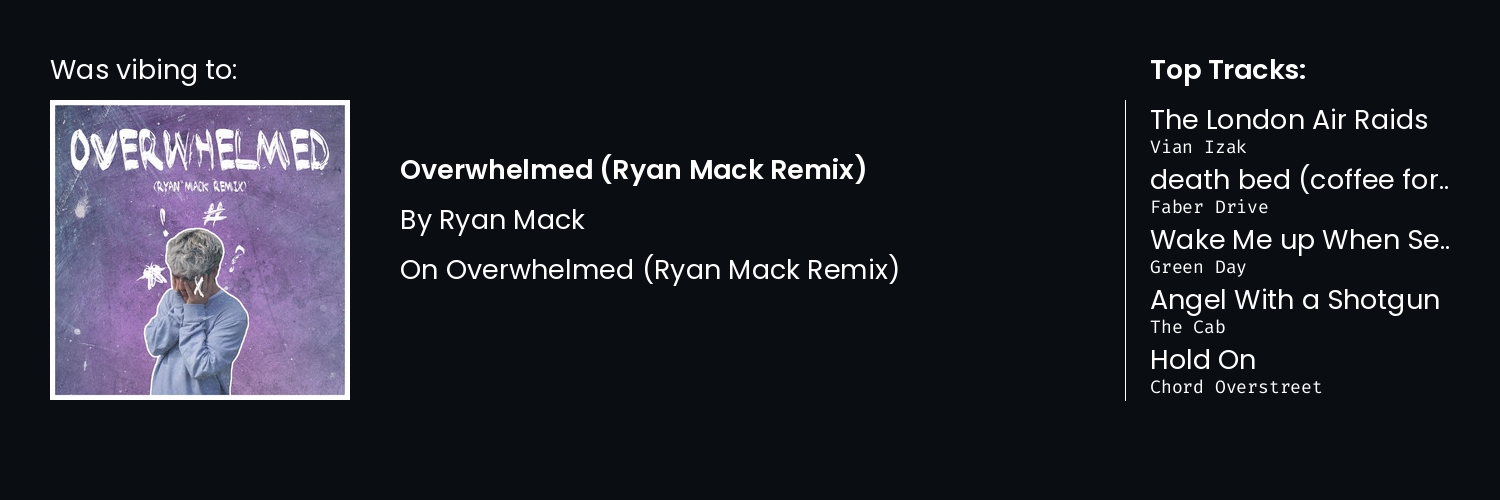 Was vibing to:
OVERWHELMED
(RYAN MACK REMIX)
Overwhelmed (Ryan Mack Remix)
By Ryan Mack
On Overwhelmed (Ryan Mack Remix)
Top Tracks:
The London Air Raids
Vian Izak
death bed (coffee for..
Faber Drive
Wake Me up When Se..
Green Day
Angel With a Shotgun
The Cab
Hold On
Chord Overstreet